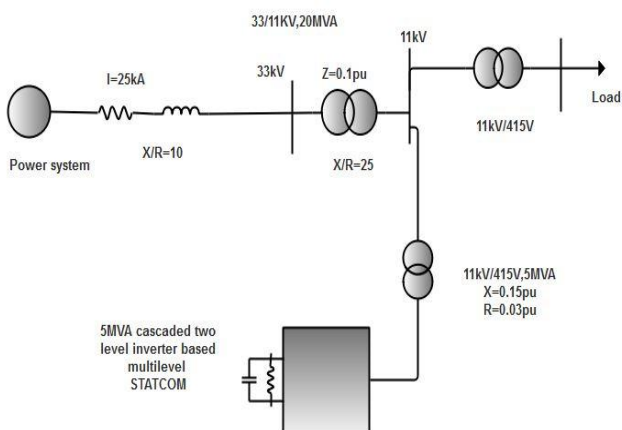 33/11KV,20MVA
I=25kA
33kV
Z=0.1pu
11kV
Power system
X/R=10
X/R=25
11kV/415V
Load
11kV/415V,5MVA
X=0.15pu
R=0.03pu
5MVA cascaded two
level inverter based
multilevel
STATCOM